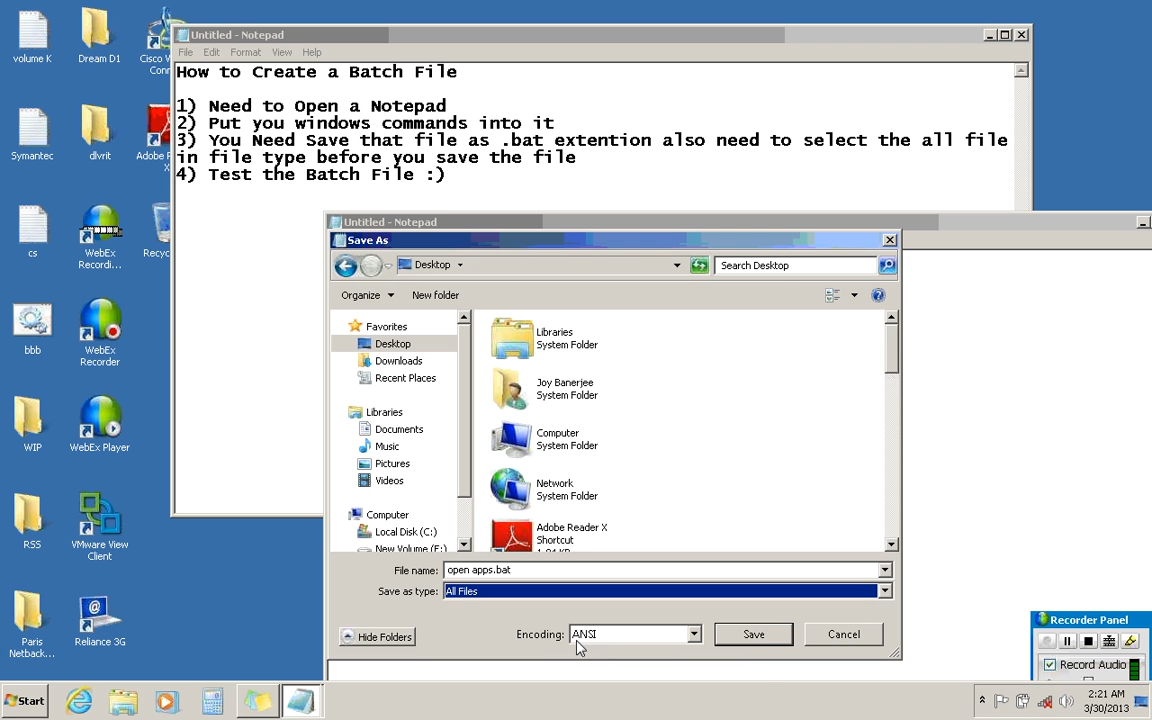 volume K
Dream D1
Cisco W
Conn
Symantec
dlvrit
Adobe R
X
cs
WebEx
Recordi...
Recyc
bbb
WebEx
Recorder
WIP
WebEx Player
RSS
VMware View
Client
Paris
Netback...
Reliance 3G
Untitled - Notepad
File Edit Format View Help
How to Create a Batch File
1) Need to Open a Notepad
2) Put you windows commands into it
3) You Need Save that file as .bat extention also need to select the all file
in file type before you save the file
4) Test the Batch File :)
Untitled - Notepad
Save As
Desktop
Search Desktop
Organize
New folder
Favorites
Desktop
Downloads
Recent Places
Libraries
Documents
Music
Pictures
Videos
Computer
Local Disk (C:)
New Volume (E:)
Libraries
System Folder
Joy Banerjee
System Folder
Computer
System Folder
Network
System Folder
Adobe Reader X
Shortcut
1.94 KB
File name: open apps.bat
Save as type: All Files
Hide Folders
Encoding: ANSI
Save
Cancel
Recorder Panel
Record Audio
Start
2:21 AM
3/30/2013